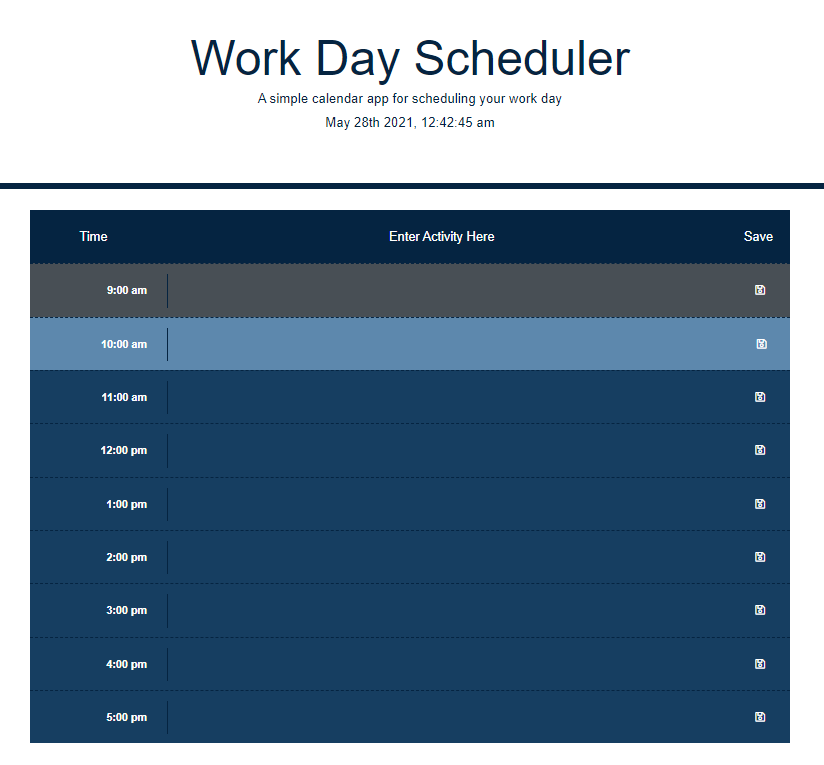 Work Day Scheduler
A simple calendar app for scheduling your work day
May 28th 2021, 12:42:45 am
Time Enter Activity Here Save
9:00 am
10:00 am
11:00 am
12:00 pm
1:00 pm
2:00 pm
3:00 pm
4:00 pm
5:00 pm